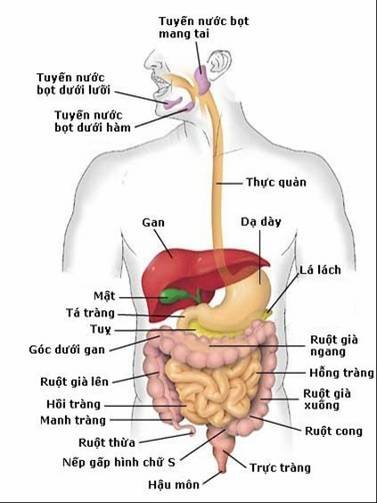 Tuyến nước bọt
mang tai
Tuyến nước
bọt dưới lưỡi
Tuyến nước
bọt dưới hàm
Thực quản
Gan
Dạ dày
Lá lách
Mật
Tá tràng
Tuỵ
Góc dưới gan
Ruột già
ngang
Hỗng tràng
Ruột già lên
Ruột già
xuống
Hồi tràng
Manh tràng
Ruột cong
Ruột thừa
Nếp gấp hình chữ S
Trực tràng
Hậu môn